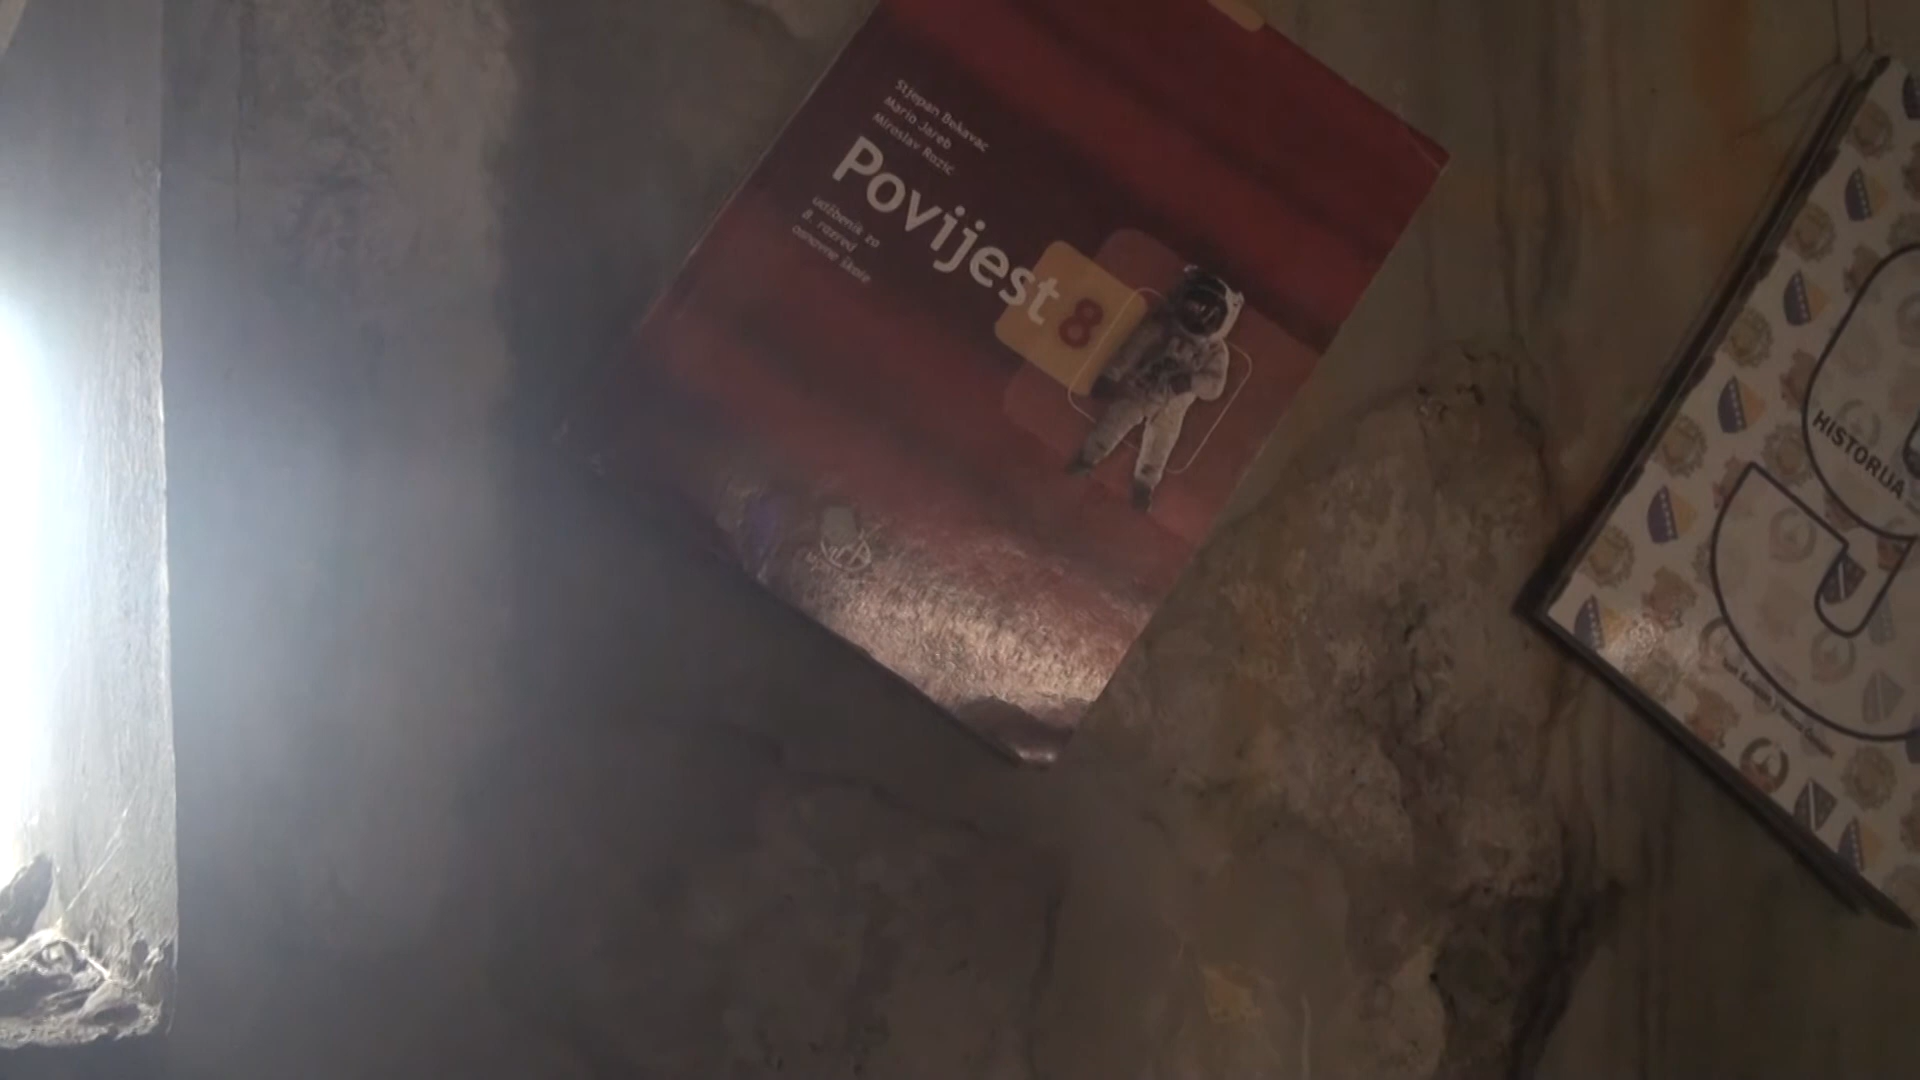 Stjepan Bekavac
Mario Jareb
Miroslav Rozić
Povijest 8
udžbenik za
8. razred
osnovne škole
HISTORIJA